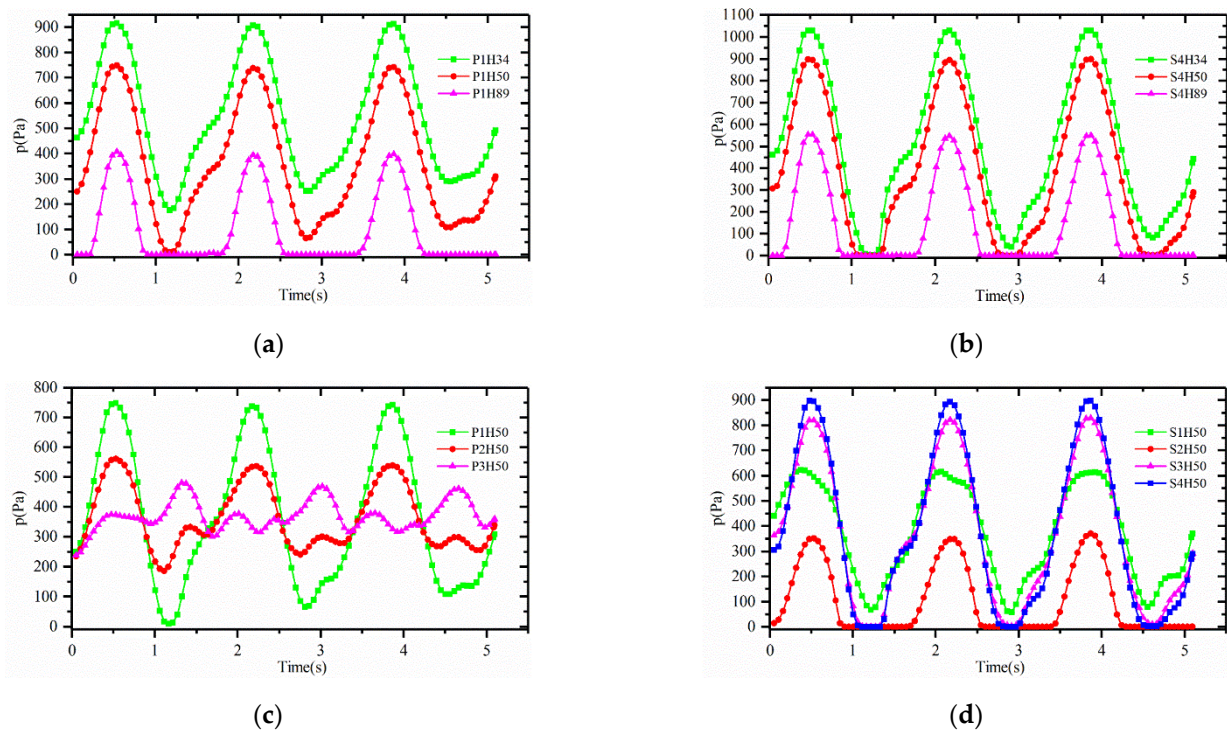 900
800
700
600
500
400
300
200
100
0
p(Pa)
P1H34
P1H50
P1H89
0 1 2 3 4 5
Time(s)
(a)
1100
1000
900
800
700
600
500
400
300
200
100
0
p(Pa)
S4H34
S4H50
S4H89
0 1 2 3 4 5
Time(s)
(b)
800
700
600
500
400
300
200
100
0
p(Pa)
P1H50
P2H50
P3H50
0 1 2 3 4 5
Time(s)
(c)
900
800
700
600
500
400
300
200
100
0
p(Pa)
S1H50
S2H50
S3H50
S4H50
0 1 2 3 4 5
Time(s)
(d)